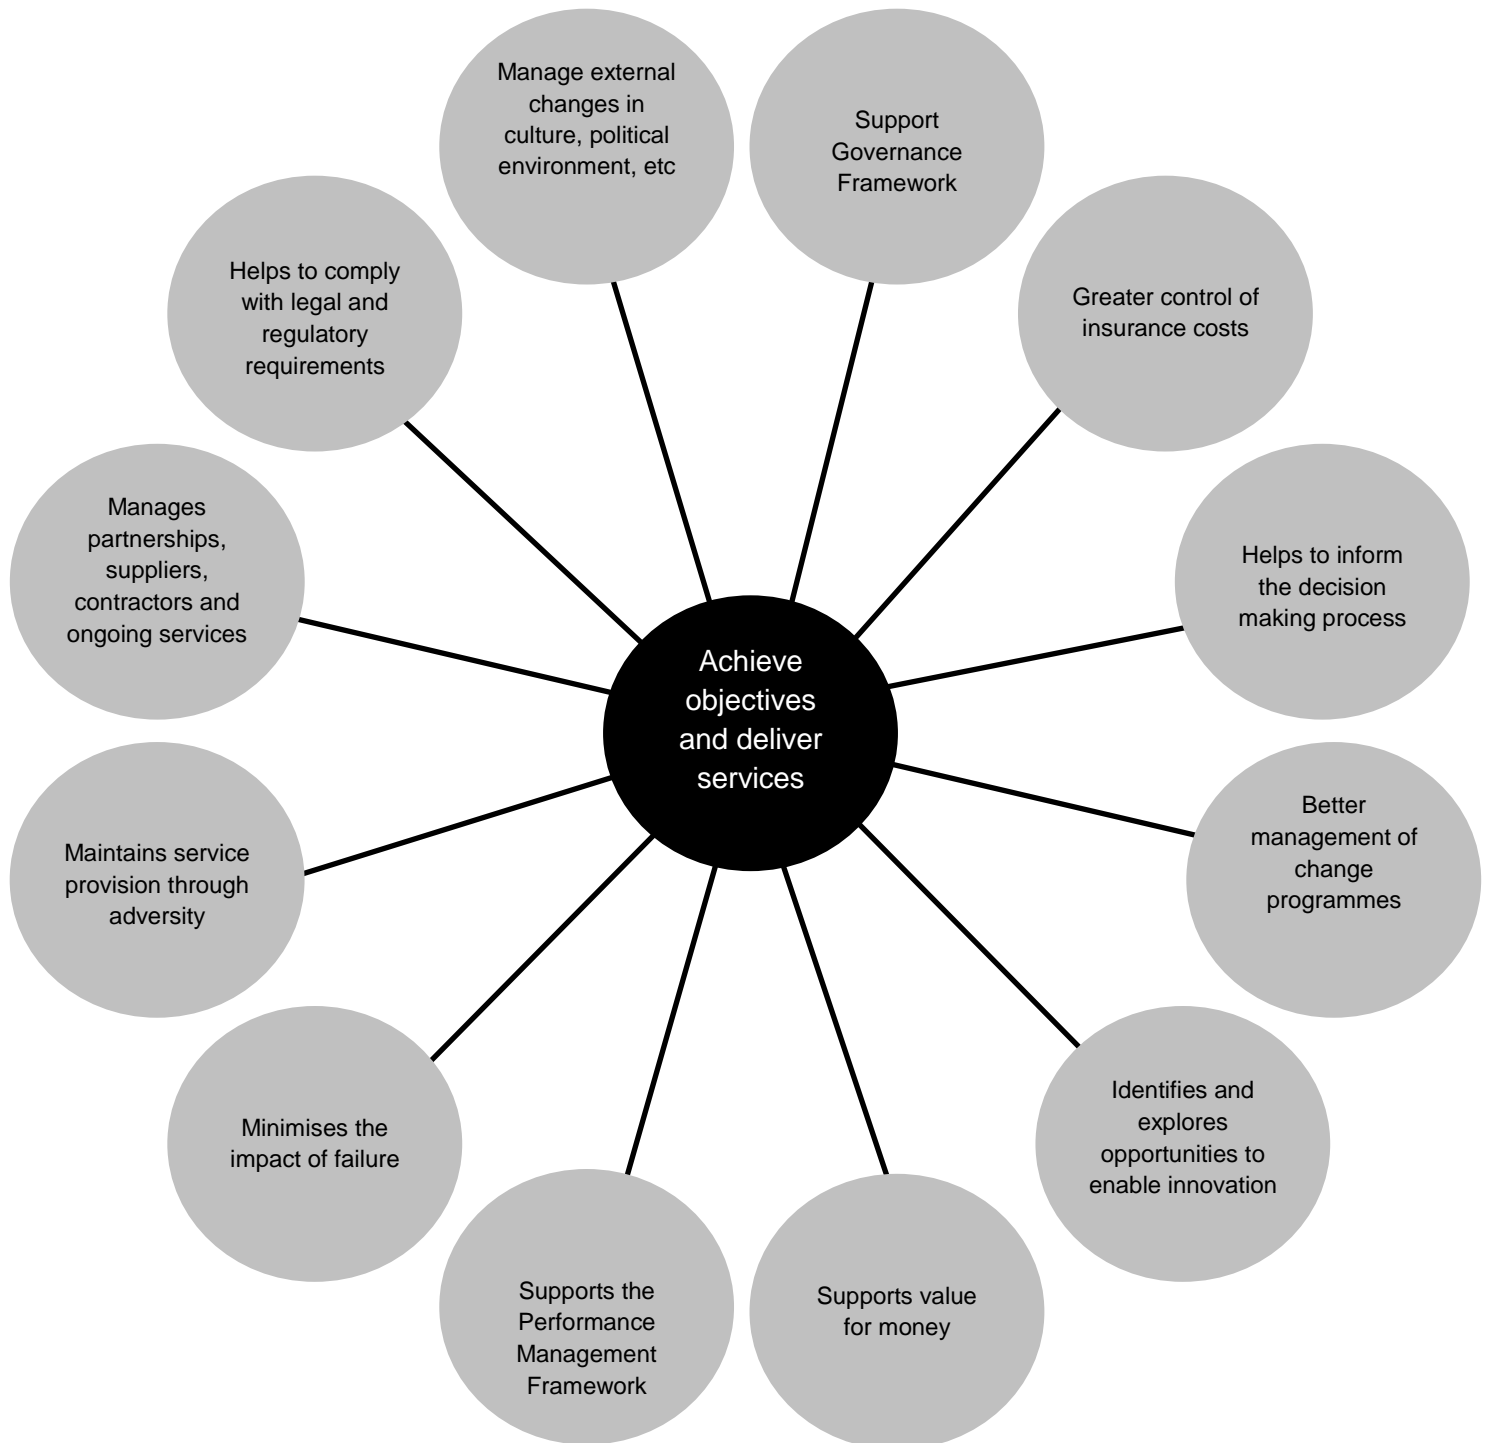 Manage external
changes in
culture, political
environment, etc
Support
Governance
Framework
Helps to comply
with legal and
regulatory
requirements
Greater control of
insurance costs
Manages
partnerships,
suppliers,
contractors and
ongoing services
Helps to inform
the decision
making process
Achieve
objectives
and deliver
services
Maintains service
provision through
adversity
Better
management of
change
programmes
Minimises the
impact of failure
Identifies and
explores
opportunities to
enable innovation
Supports the
Performance
Management
Framework
Supports value
for money